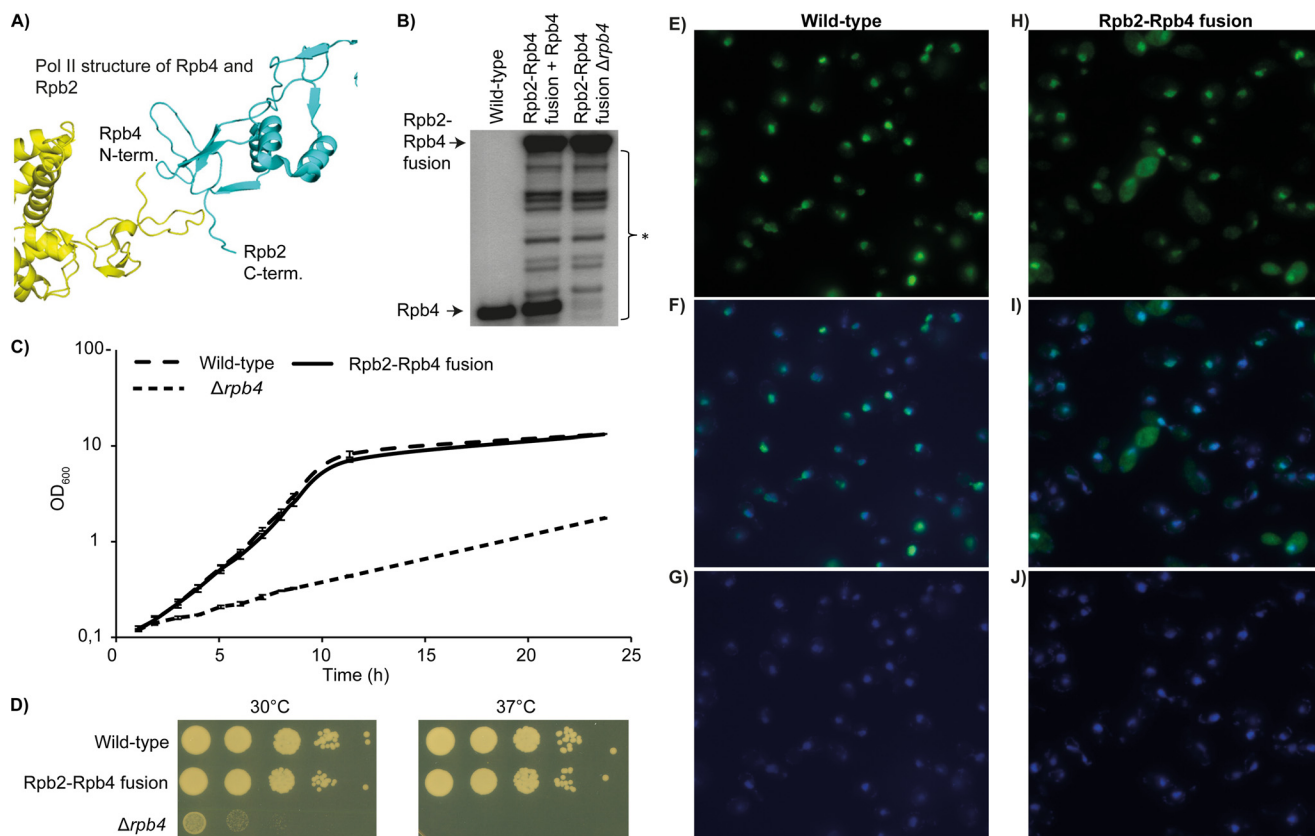 A)
Pol II structure of Rpb4 and
Rpb2
Rpb4
N-term.
Rpb2
C-term.
B)
Wild-type
Rpb2-Rpb4
fusion + Rpb4
Rpb2-Rpb4
fusion Δrpb4
Rpb2-
Rpb4
fusion
*
Rpb4
C)
Wild-type
Rpb2-Rpb4 fusion
Δrpb4
OD600
100
10
1
0,1
0
5
10
15
20
25
Time (h)
D)
30°C
37°C
Wild-type
Rpb2-Rpb4 fusion
Δrpb4
Wild-type
E)
F)
G)
Rpb2-Rpb4 fusion
H)
I)
J)